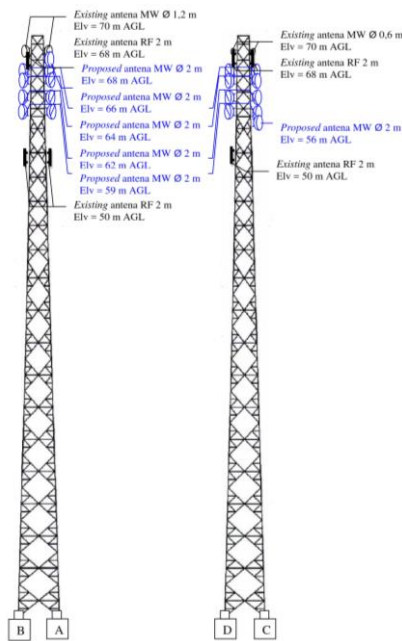 Existing antena MW Ø 1,2 m
Elv = 70 m AGL
Existing antena RF 2 m
Elv = 68 m AGL
Proposed antena MW Ø 2 m
Elv = 68 m AGL
Proposed antena MW Ø 2 m
Elv = 66 m AGL
Proposed antena MW Ø 2 m
Elv = 64 m AGL
Proposed antena MW Ø 2 m
Elv = 62 m AGL
Proposed antena MW Ø 2 m
Elv = 59 m AGL
Existing antena RF 2 m
Elv = 50 m AGL
B
A
Existing antena MW Ø 0,6 m
Elv = 70 m AGL
Existing antena RF 2 m
Elv = 68 m AGL
Proposed antena MW Ø 2 m
Elv = 56 m AGL
Existing antena RF 2 m
Elv = 50 m AGL
D
C